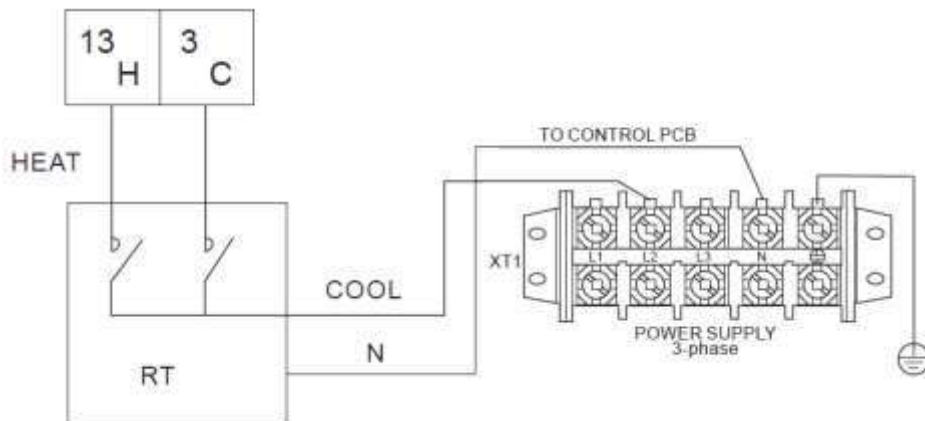 13 H
3 C
HEAT
TO CONTROL PCB
XT1
L1 L2 L3 N
COOL
POWER SUPPLY
3-phase
N
RT